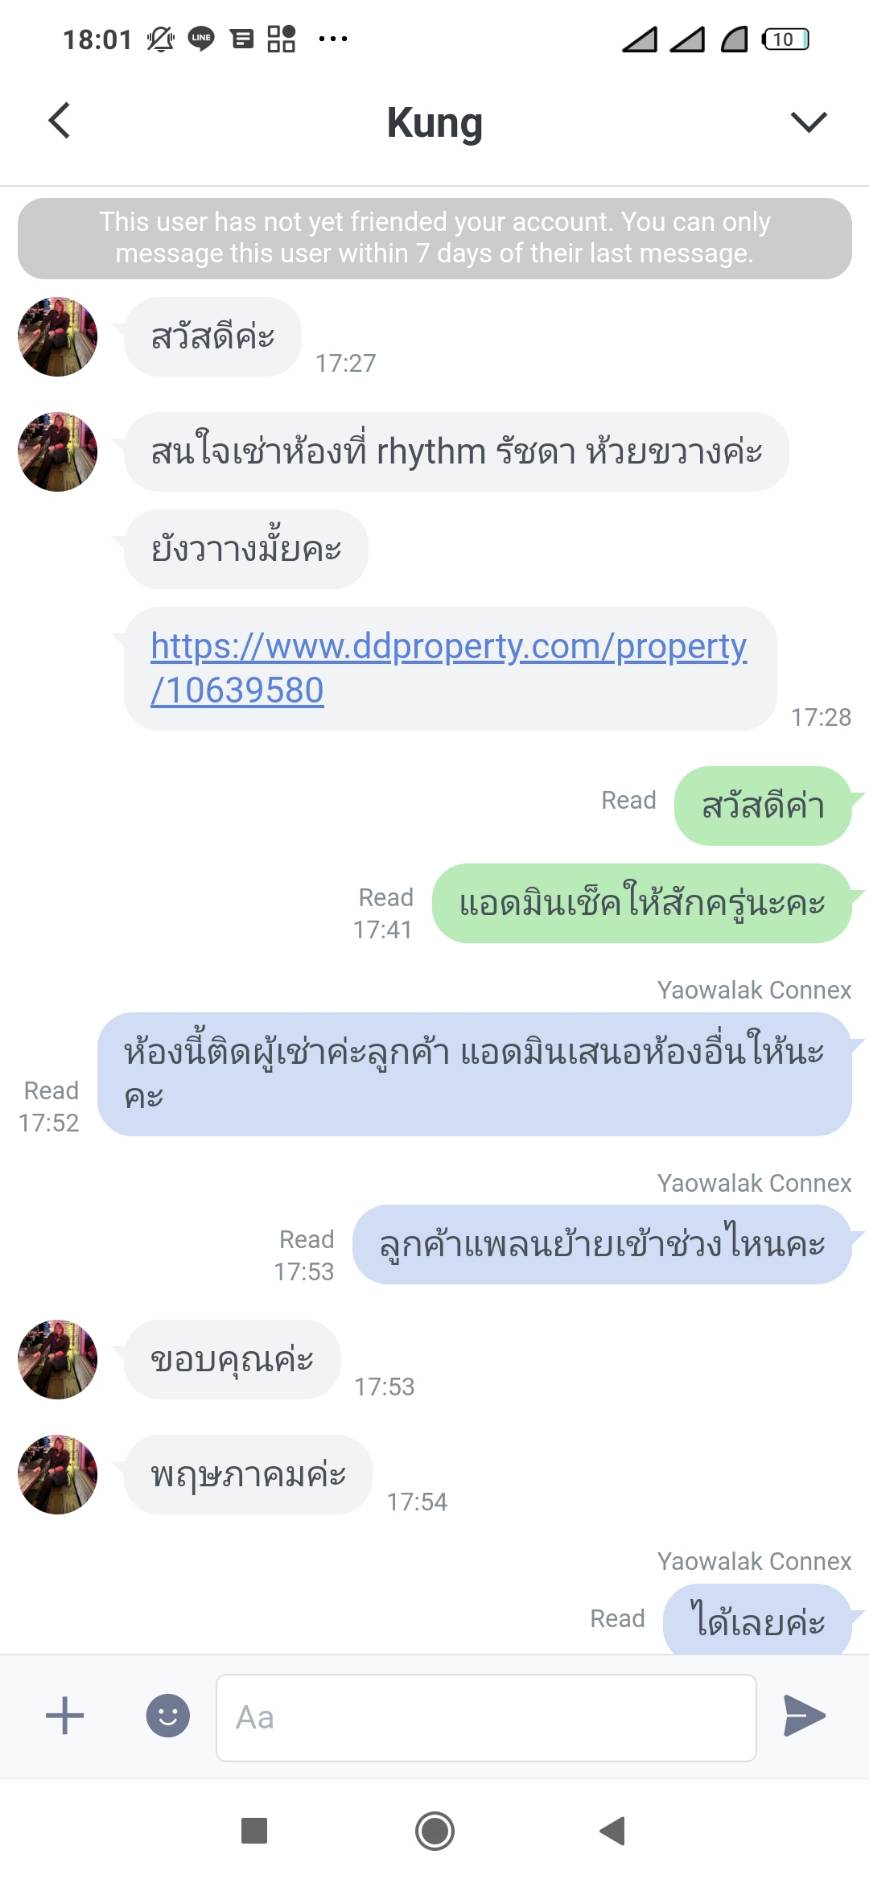 18:01
LINE
10
Kung
This user has not yet friended your account. You can only
message this user within 7 days of their last message.
สวัสดีค่ะ
17:27
สนใจเช่าห้องที่ rhythm รัชดา ห้วยขวางค่ะ
ยังวาางมั้ยคะ
https://www.ddproperty.com/property
/10639580
17:28
Read
สวัสดีค่า
Read
17:41
แอดมินเช็คให้สักครู่นะคะ
Yaowalak Connex
ห้องนี้ติดผู้เช่าค่ะลูกค้า แอดมินเสนอห้องอื่นให้นะ
คะ
Read
17:52
Yaowalak Connex
ลูกค้าแพลนย้ายเข้าช่วงไหนคะ
Read
17:53
ขอบคุณค่ะ
17:53
พฤษภาคมค่ะ
17:54
Yaowalak Connex
Read
ได้เลยค่ะ
Aa